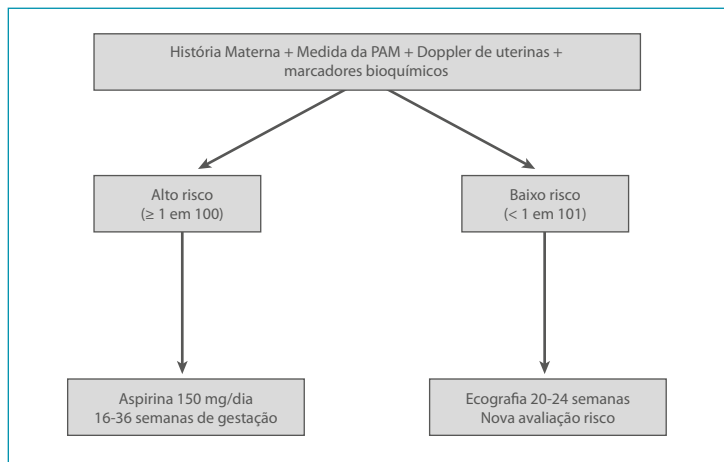 História Materna + Medida da PAM + Doppler de uterinas +
marcadores bioquímicos
Alto risco
(≥ 1 em 100)
Baixo risco
(< 1 em 101)
Aspirina 150 mg/dia
16-36 semanas de gestação
Ecografia 20-24 semanas
Nova avaliação risco